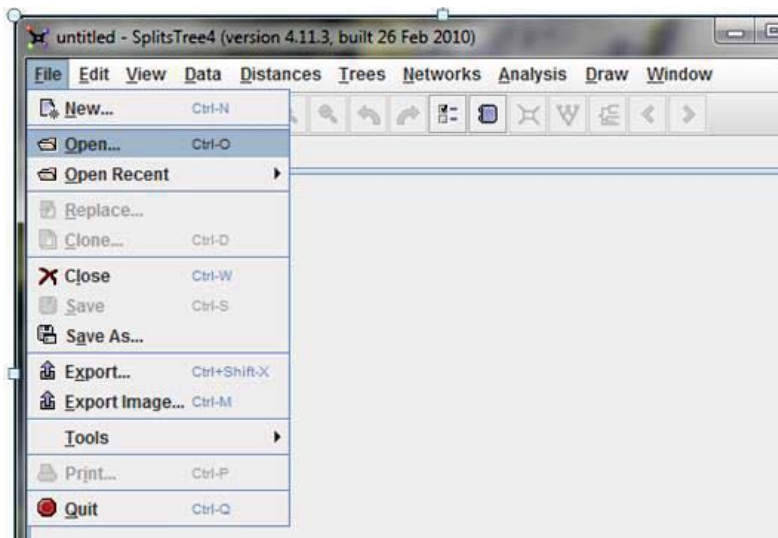 untitled - SplitsTree4 (version 4.11.3, built 26 Feb 2010)
File Edit View Data Distances Trees Networks Analysis Draw Window
New... Ctrl-N
Open... Ctrl-O
Open Recent
Replace...
Clone... Ctrl-D
Close Ctrl-W
Save Ctrl-S
Save As...
Export... Ctrl+Shift-X
Export Image... Ctrl-M
Tools
Print... Ctrl-P
Quit Ctrl-Q